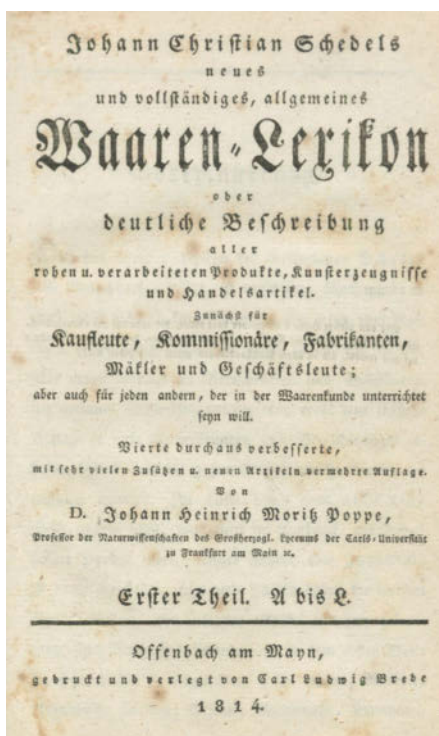 Johann Christian Schedels
neues
und vollständiges, allgemeines
Waaren-Lexikon
oder
deutliche Beschreibung
aller
rohen u. verarbeiteten Produkte, Kunsterzeugnisse
und Handelsartikel.
Zunächst für
Kaufleute, Kommissionäre, Fabrikanten,
Mäkler und Geschäftsleute;
aber auch für jeden andern, der in der Waarenkunde unterrichtet
seyn will.
Vierte durchaus verbesserte,
mit sehr vielen Zusätzen u. neuen Artikeln vermehrte Auflage.
Von
D. Johann Heinrich Moritz Poppe,
Professor der Naturwissenschaften des Großherzogl. Lyceums der Carls-Universität
zu Frankfurt am Main ꝛc.
Erster Theil. A bis L.
Offenbach am Mayn,
gedruckt und verlegt von Carl Ludwig Brede
1814.